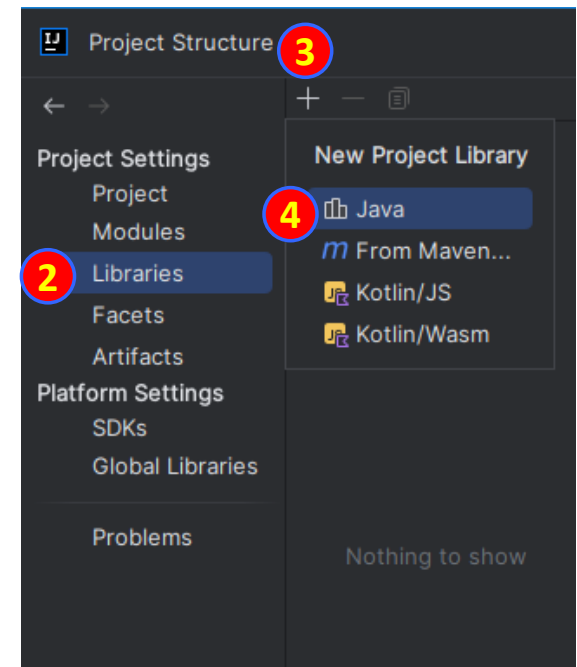 IJ
Project Structure
3
Project Settings
New Project Library
Project
4
Java
Modules
m From Maven...
2
Libraries
Kotlin/JS
Facets
Kotlin/Wasm
Artifacts
Platform Settings
SDKs
Global Libraries
Problems
Nothing to show